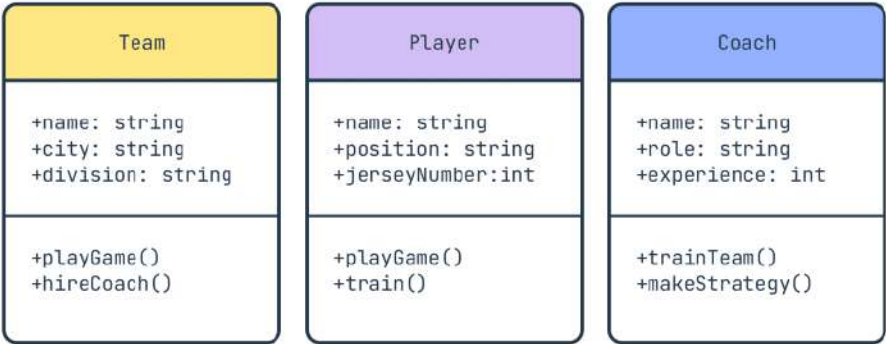 Team
+name: string
+city: string
+division: string
+playGame()
+hireCoach()
Player
+name: string
+position: string
+jerseyNumber:int
+playGame()
+train()
Coach
+name: string
+role: string
+experience: int
+trainTeam()
+makeStrategy()